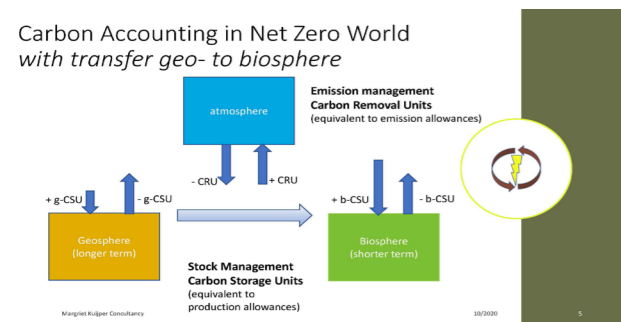 Carbon Accounting in Net Zero World
with transfer geo- to biosphere
atmosphere
Emission management
Carbon Removal Units
(equivalent to emission allowances)
- CRU
+ CRU
+ g-CSU
- g-CSU
+ b-CSU
- b-CSU
Geosphere
(longer term)
Biosphere
(shorter term)
Stock Management
Carbon Storage Units
(equivalent to
production allowances)
Margriet Kuijper Consultancy
10/2020
5